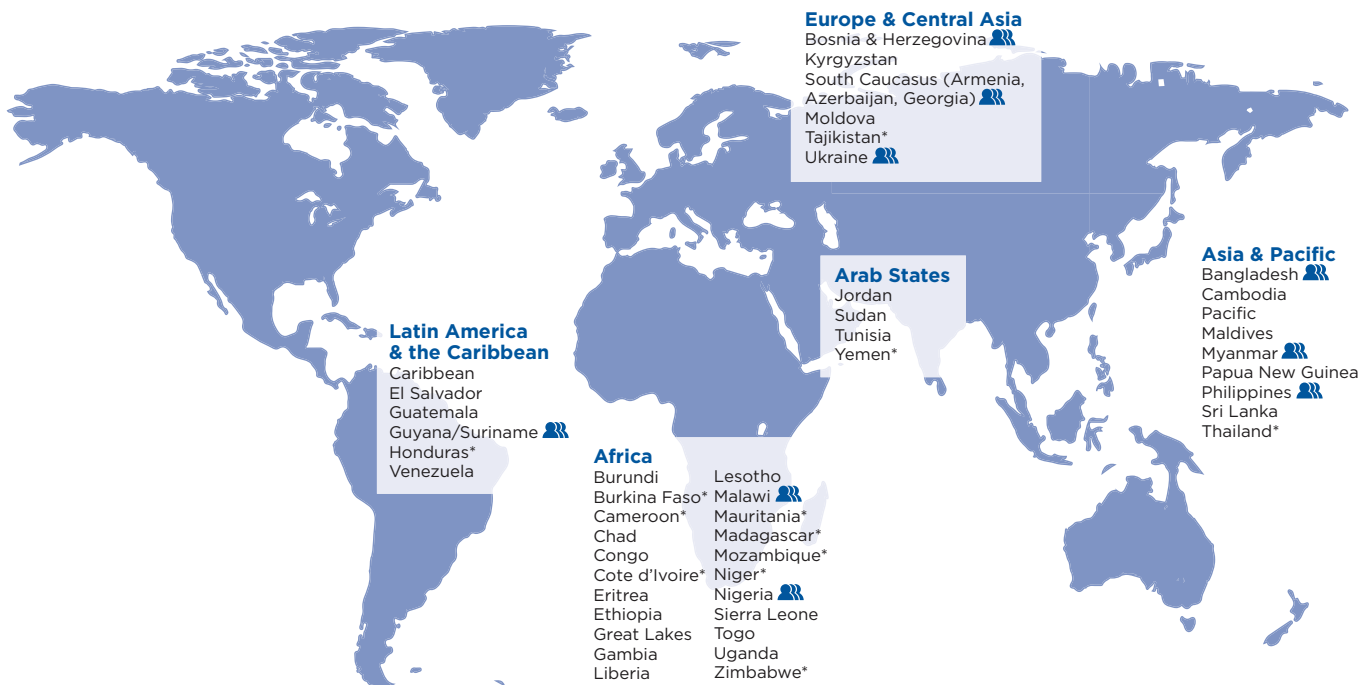 Europe & Central Asia
Bosnia & Herzegovina
Kyrgyzstan
South Caucasus (Armenia,
Azerbaijan, Georgia)
Moldova
Tajikistan*
Ukraine
Arab States
Jordan
Sudan
Tunisia
Yemen*
Asia & Pacific
Bangladesh
Cambodia
Pacific
Maldives
Myanmar
Papua New Guinea
Philippines
Sri Lanka
Thailand*
Latin America
& the Caribbean
Caribbean
El Salvador
Guatemala
Guyana/Suriname
Honduras*
Venezuela
Africa
Burundi
Burkina Faso*
Cameroon*
Chad
Congo
Cote d'Ivoire*
Eritrea
Ethiopia
Great Lakes
Gambia
Liberia
Lesotho
Malawi
Mauritania*
Madagascar*
Mozambique*
Niger*
Nigeria
Sierra Leone
Togo
Uganda
Zimbabwe*